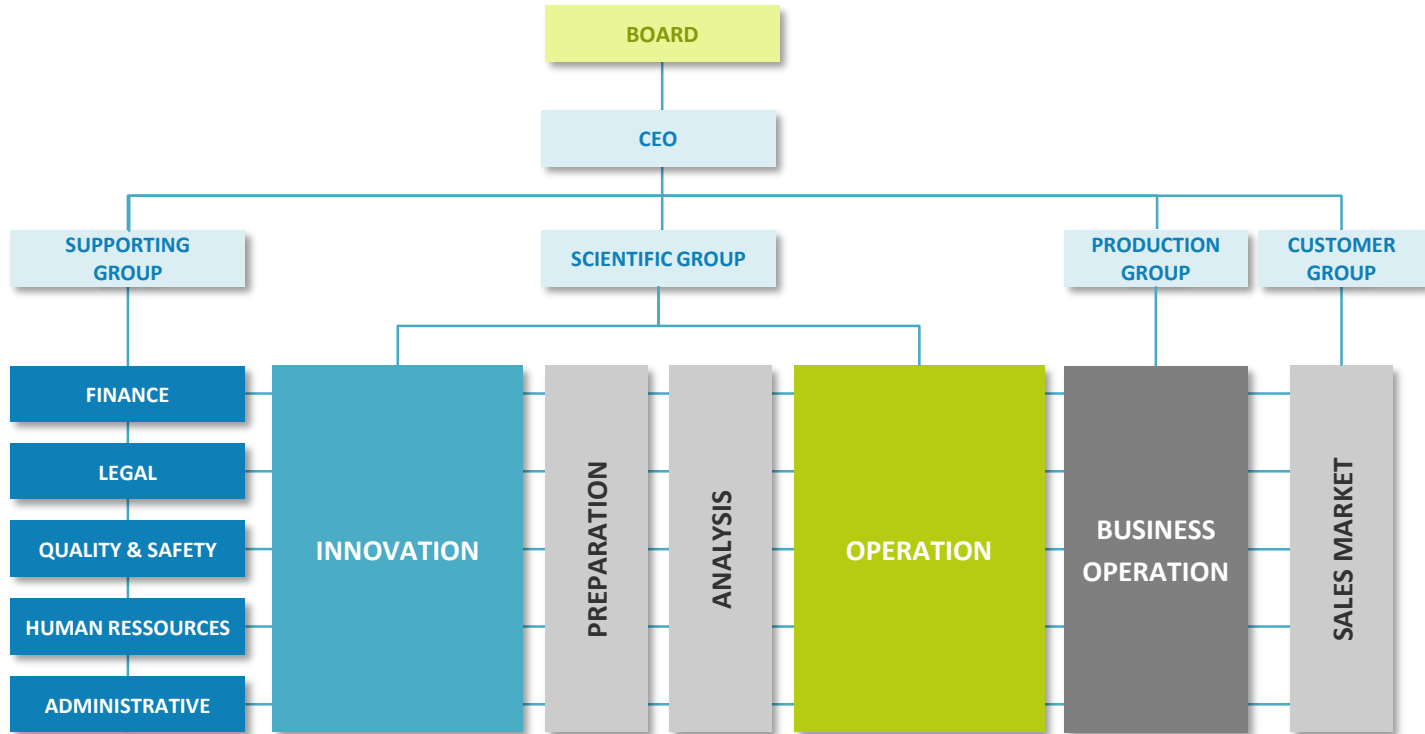 BOARD
CEO
SUPPORTING
GROUP
SCIENTIFIC GROUP
PRODUCTION
GROUP
CUSTOMER
GROUP
FINANCE
LEGAL
QUALITY & SAFETY
HUMAN RESSOURCES
ADMINISTRATIVE
INNOVATION
PREPARATION
ANALYSIS
OPERATION
BUSINESS
OPERATION
SALES MARKET